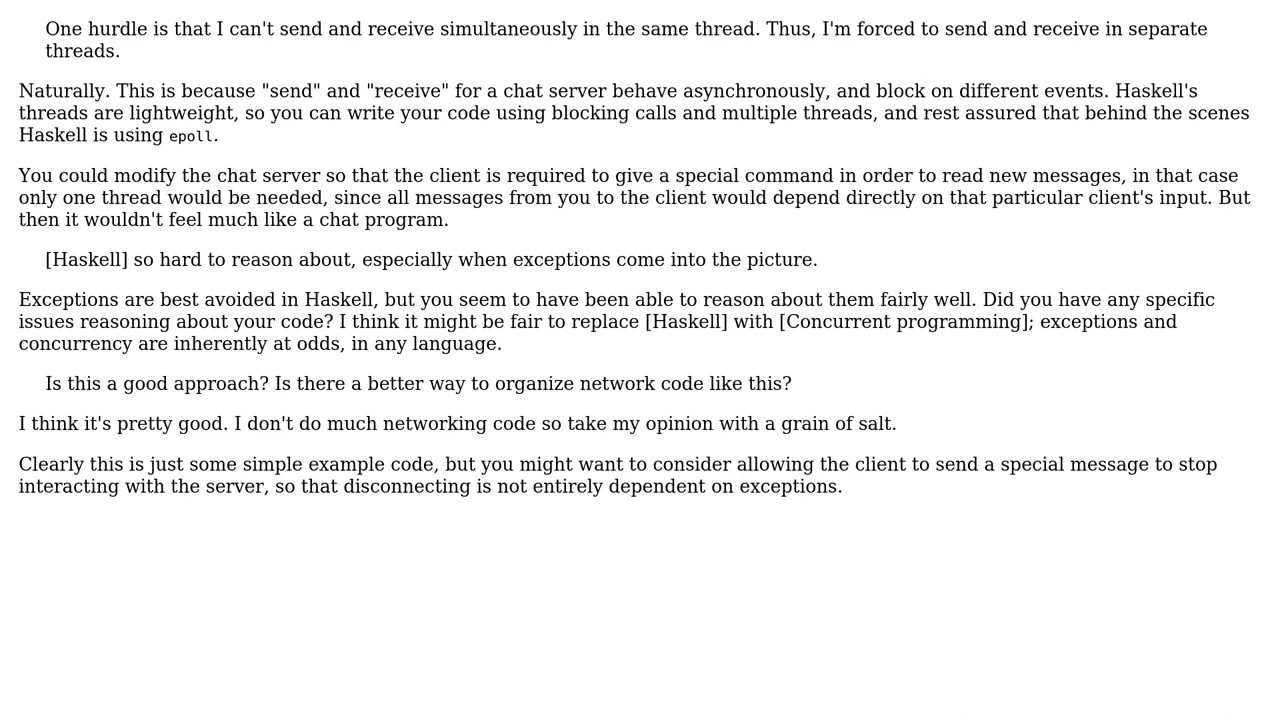 One hurdle is that I can't send and receive simultaneously in the same thread. Thus, I'm forced to send and receive in separate
threads.
Naturally. This is because "send" and "receive" for a chat server behave asynchronously, and block on different events. Haskell's
threads are lightweight, so you can write your code using blocking calls and multiple threads, and rest assured that behind the scenes
Haskell is using epoll.
You could modify the chat server so that the client is required to give a special command in order to read new messages, in that case
only one thread would be needed, since all messages from you to the client would depend directly on that particular client's input. But
then it wouldn't feel much like a chat program.
[Haskell] so hard to reason about, especially when exceptions come into the picture.
Exceptions are best avoided in Haskell, but you seem to have been able to reason about them fairly well. Did you have any specific
issues reasoning about your code? I think it might be fair to replace [Haskell] with [Concurrent programming]; exceptions and
concurrency are inherently at odds, in any language.
Is this a good approach? Is there a better way to organize network code like this?
I think it's pretty good. I don't do much networking code so take my opinion with a grain of salt.
Clearly this is just some simple example code, but you might want to consider allowing the client to send a special message to stop
interacting with the server, so that disconnecting is not entirely dependent on exceptions.